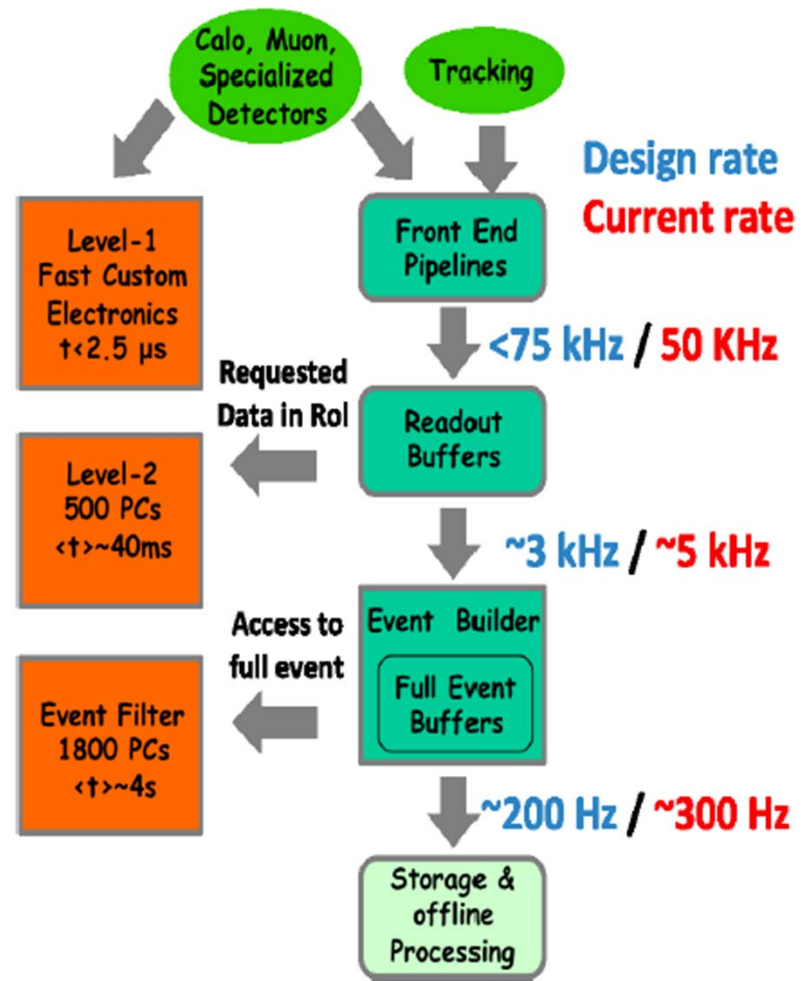 Calo, Muon,
Specialized
Detectors
Tracking
Design rate
Current rate
Level-1
Fast Custom
Electronics
t<2.5 µs
Front End
Pipelines
<75 kHz / 50 KHz
Requested
Data in RoI
Readout
Buffers
Level-2
500 PCs
<t>~40ms
~3 kHz / ~5 kHz
Access to
full event
Event Builder
Full Event
Buffers
Event Filter
1800 PCs
<t>~4s
~200 Hz / ~300 Hz
Storage &
offline
Processing